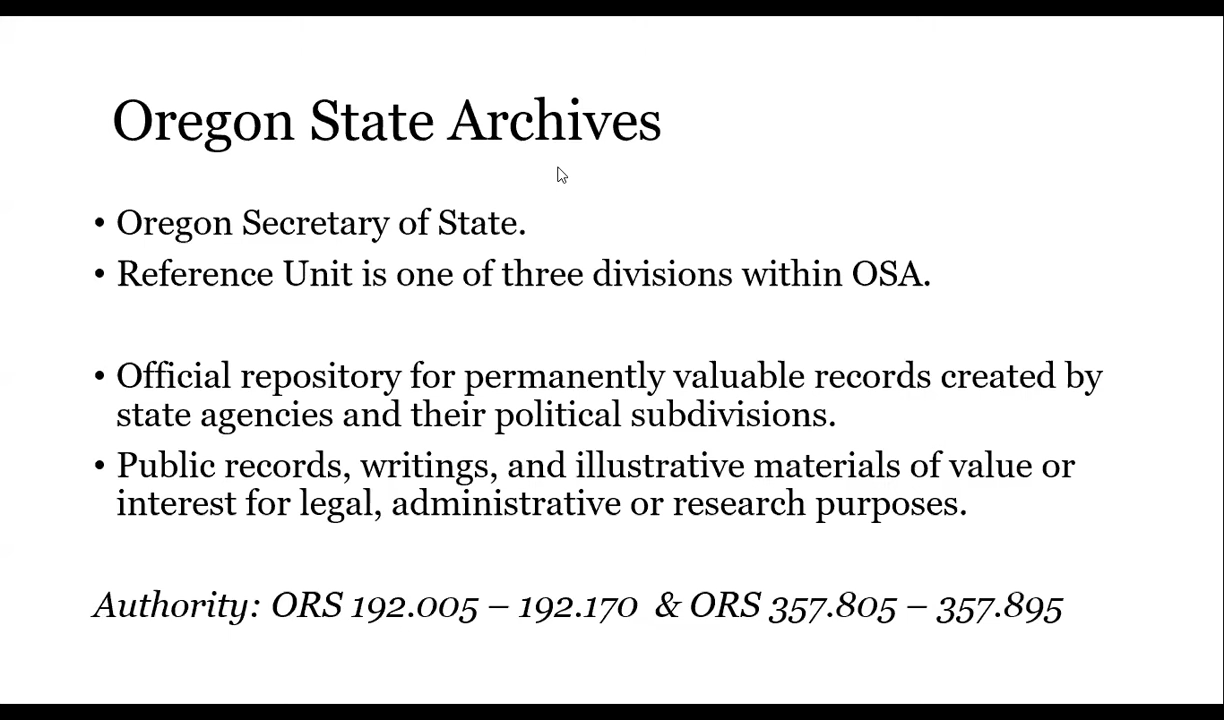 Oregon State Archives
• Oregon Secretary of State.
• Reference Unit is one of three divisions within OSA.
• Official repository for permanently valuable records created by
state agencies and their political subdivisions.
• Public records, writings, and illustrative materials of value or
interest for legal, administrative or research purposes.
Authority: ORS 192.005 – 192.170 & ORS 357.805 – 357.895